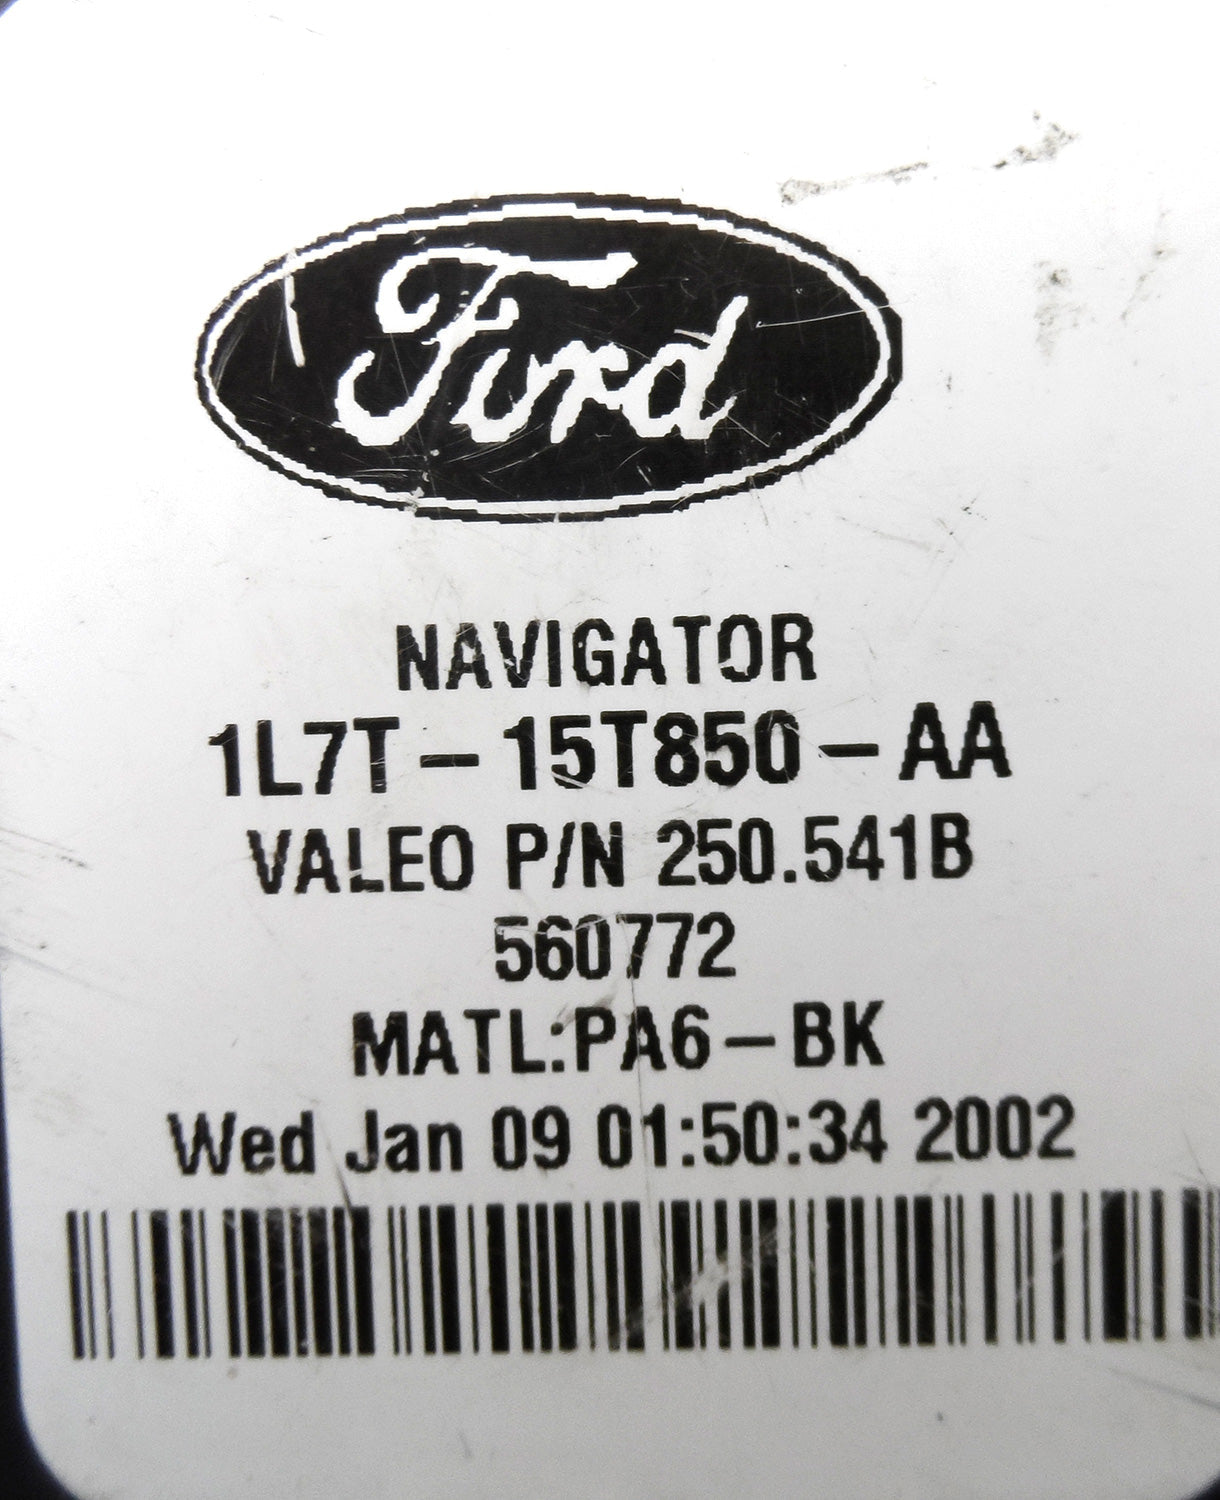 Ford
NAVIGATOR
1L7T-15T850-AA
VALEO P/N 250.541B
560772
MATL:PA6-BK
Wed Jan 09 01:50:34 2002